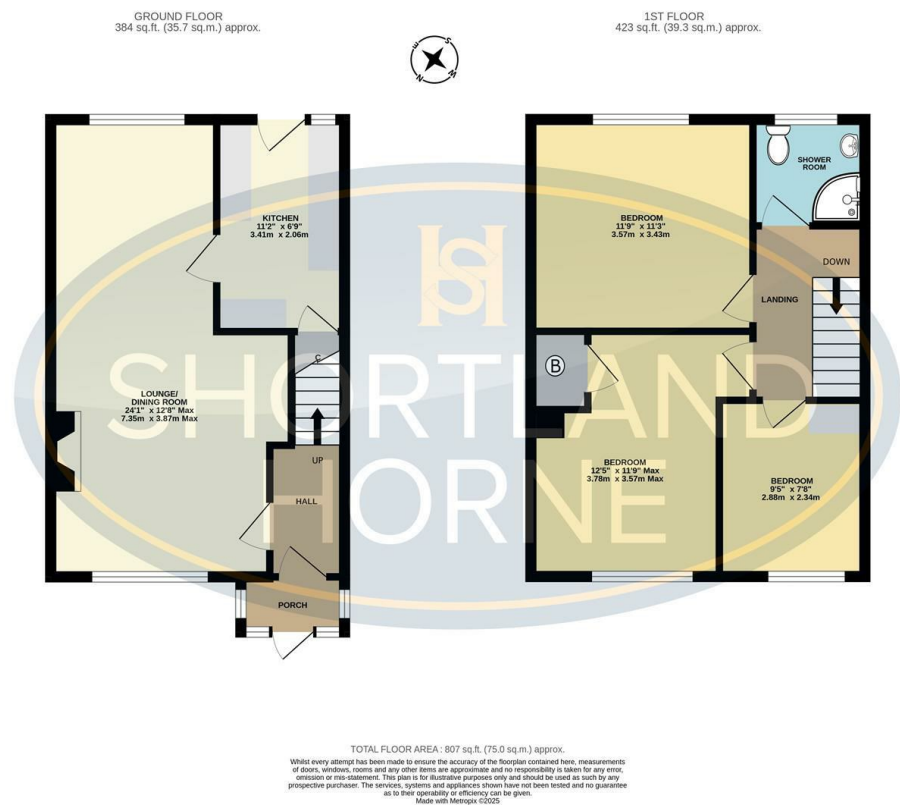 GROUND FLOOR
384 sq.ft. (35.7 sq.m.) approx.
1ST FLOOR
423 sq.ft. (39.3 sq.m.) approx.
S
E
W
N
KITCHEN
11'2" x 6'9"
3.41m x 2.06m
BEDROOM
11'9" x 11'3"
3.57m x 3.43m
SHOWER
ROOM
DOWN
LANDING
C
B
HS
SHORTLAND
HORNE
LOUNGE/
DINING ROOM
24'1" x 12'8" Max
7.35m x 3.87m Max
UP
HALL
BEDROOM
12'5" x 11'9" Max
3.78m x 3.57m Max
BEDROOM
9'5" x 7'8"
2.88m x 2.34m
PORCH
TOTAL FLOOR AREA : 807 sq.ft. (75.0 sq.m.) approx.
Whilst every attempt has been made to ensure the accuracy of the floorplan contained here, measurements
of doors, windows, rooms and any other items are approximate and no responsibility is taken for any error,
omission or mis-statement. This plan is for illustrative purposes only and should be used as such by any
prospective purchaser. The services, systems and appliances shown have not been tested and no guarantee
as to their operability or efficiency can be given.
Made with Metropix ©2025